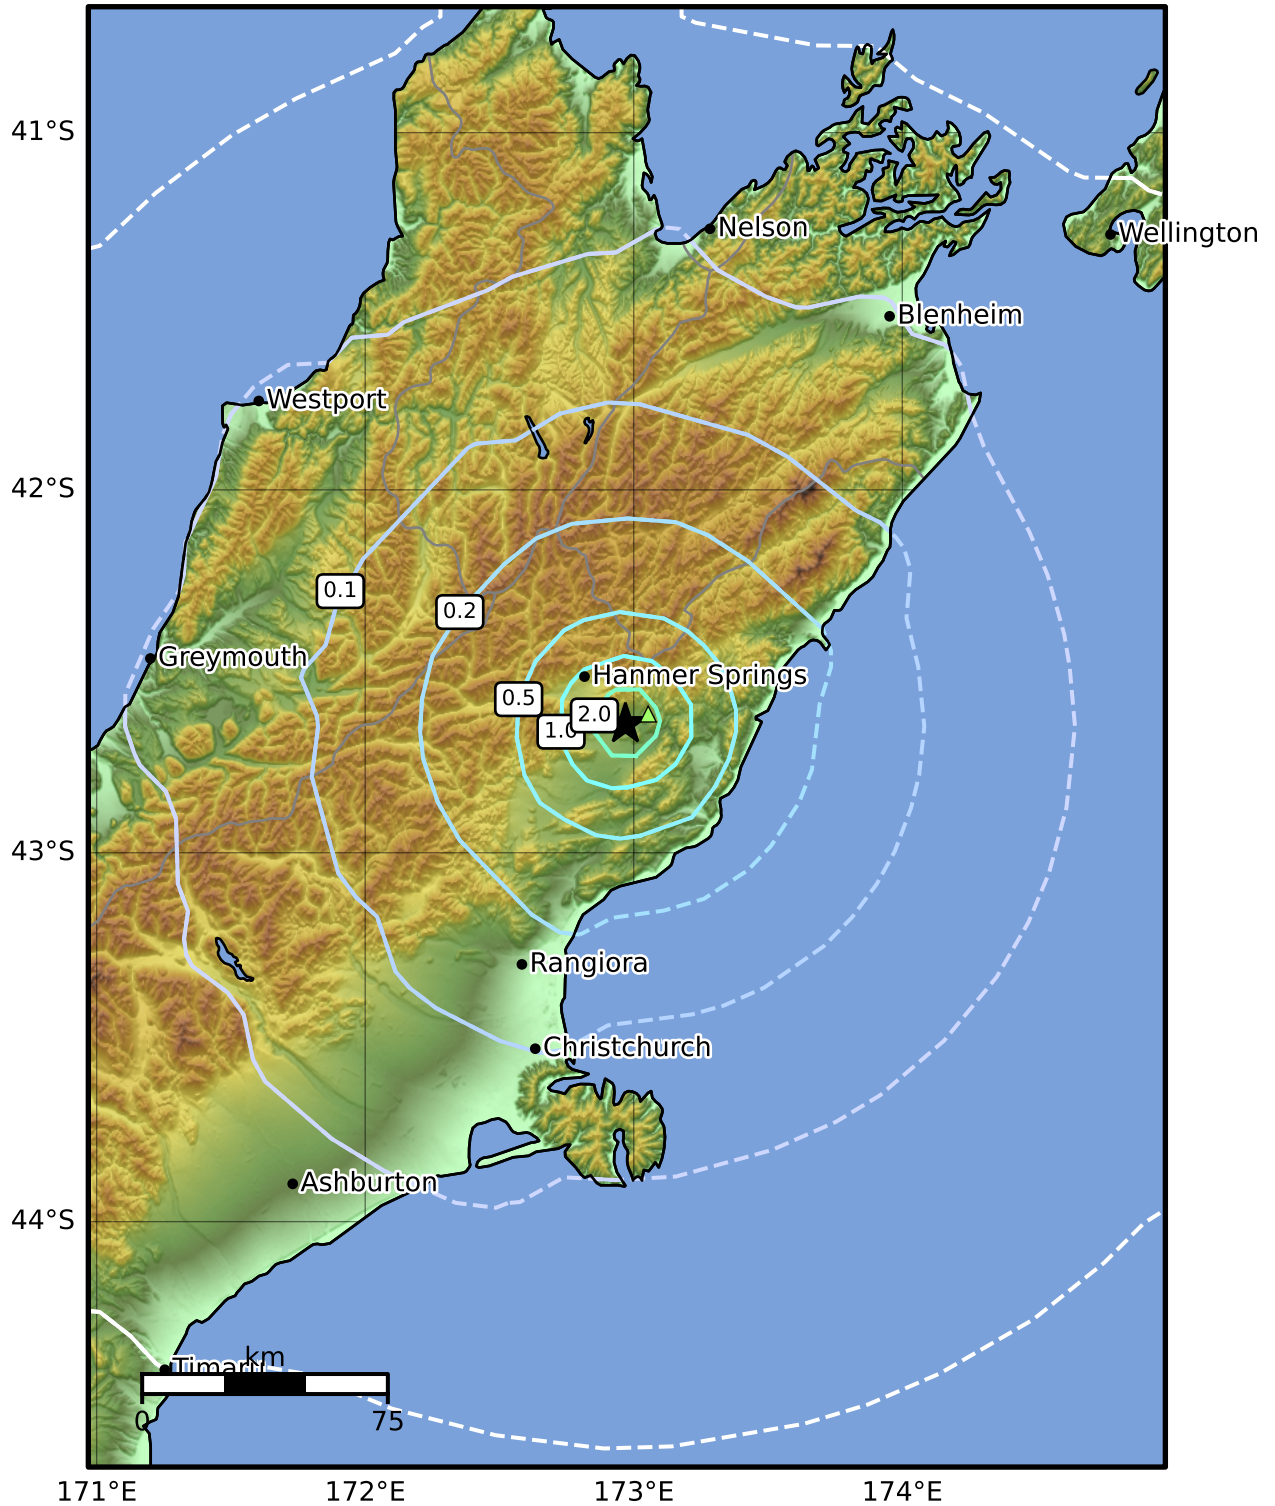 41°S
Nelson
Wellington
Blenheim
Westport
42°S
0.1
0.2
Greymouth
Hanmer Springs
0.5
2.0
1.0
43°S
Rangiora
Christchurch
Ashburton
44°S
km
Timaru
0
75
171°E
172°E
173°E
174°E